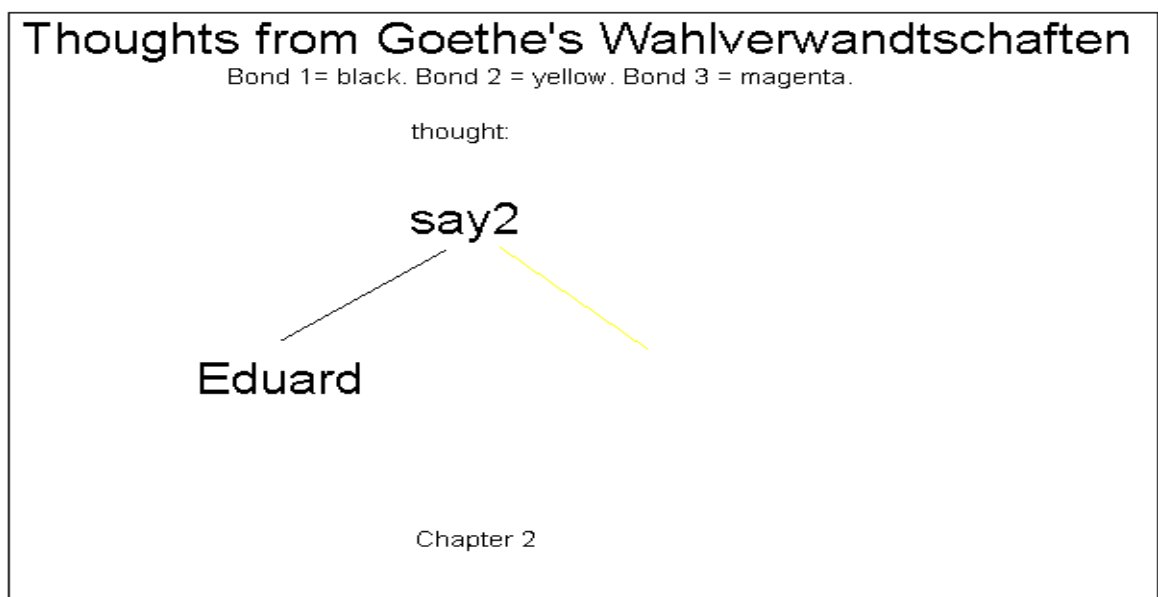 Thoughts from Goethe's Wahlverwandtschaften
Bond 1= black. Bond 2 = yellow. Bond 3 = magenta.
thought:
say2
Eduard
Chapter 2